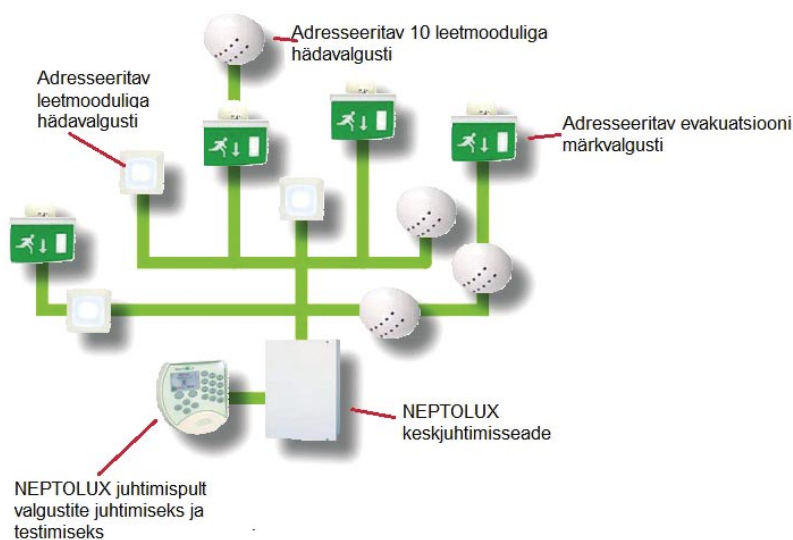 Adresseeritav 10 leetmooduliga
hädavalgusti
Adresseeritav
leetmooduliga
hädavalgusti
Adresseeritav evakuatsiooni
märkvalgusti
NEPTOLUX
keskjuhtimisseade
NEPTOLUX juhtimispult
valgustite juhtimiseks ja
testimiseks